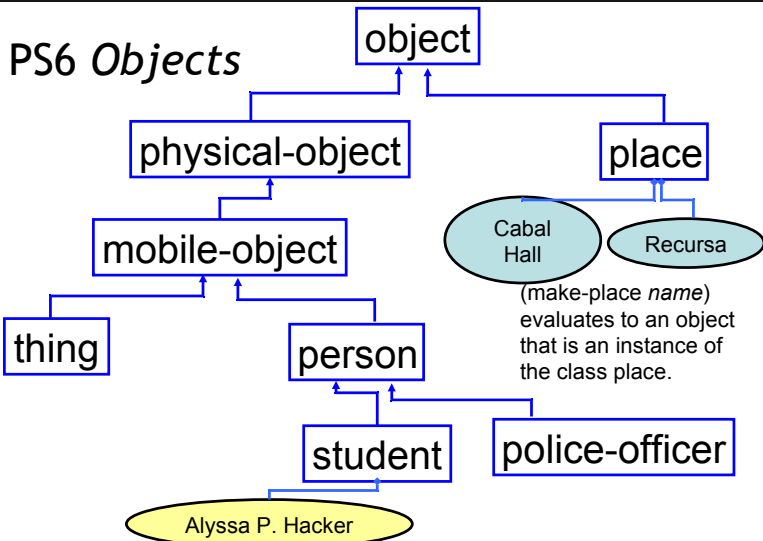 PS6 Objects
object
physical-object
place
mobile-object
Cabal
Hall
Recursa
(make-place name)
evaluates to an object
that is an instance of
the class place.
thing
person
student
police-officer
Alyssa P. Hacker